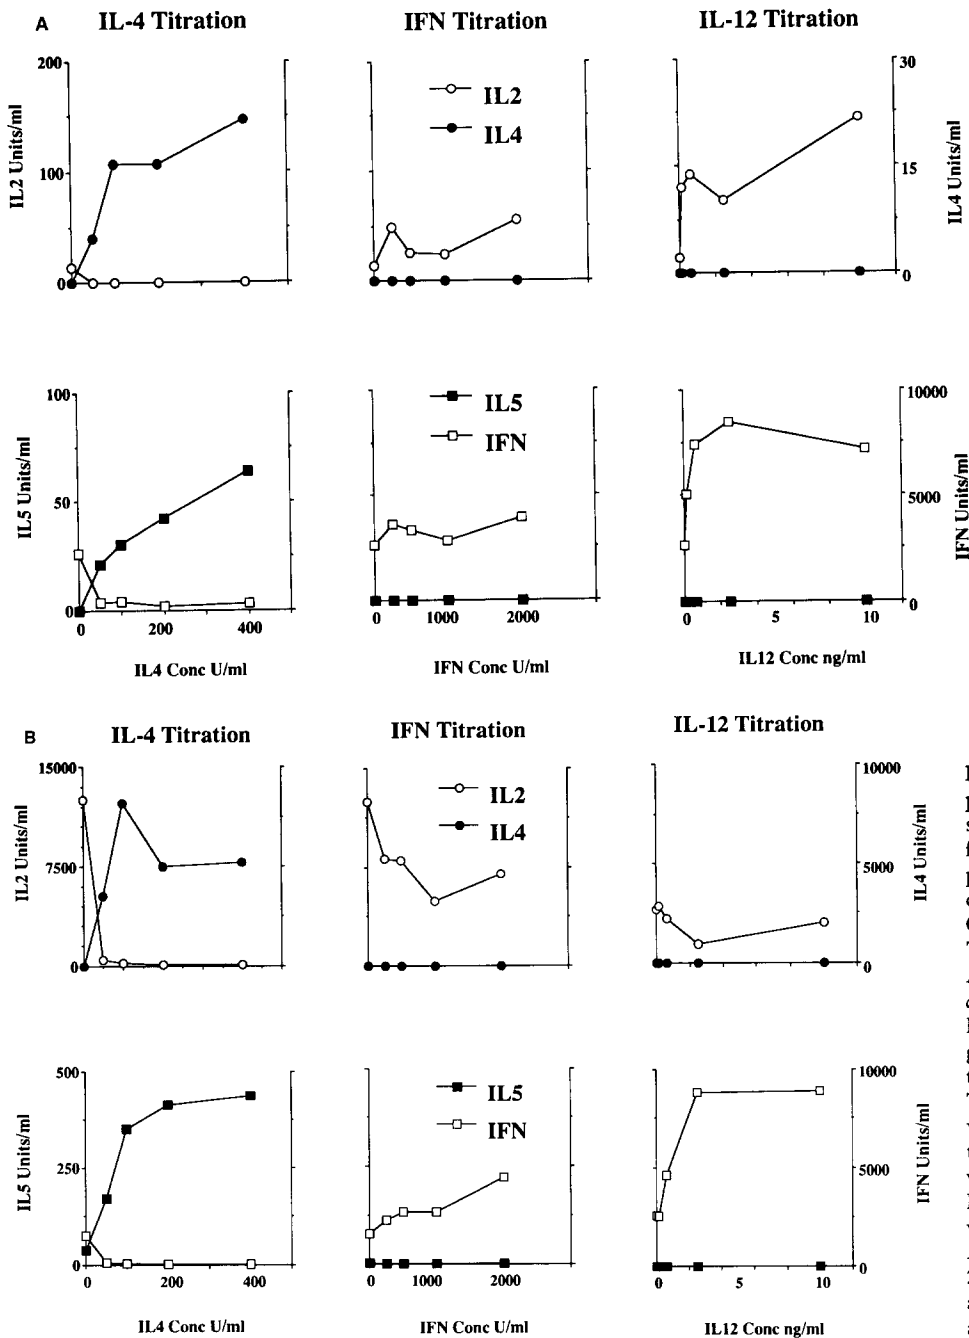 A IL-4 Titration IFN Titration IL-12 Titration
200
100
0
IL2 Units/ml
IL2
IL4
30
15
0
IL4 Units/ml
100
50
0
IL5 Units/ml
0 200 400
IL4 Conc U/ml
IL5
IFN
0 1000 2000
IFN Conc U/ml
10000
5000
0
IFN Units/ml
0 5 10
IL12 Conc ng/ml
B IL-4 Titration IFN Titration IL-12 Titration
15000
7500
0
IL2 Units/ml
IL2
IL4
10000
5000
0
IL4 Units/ml
500
250
0
IL5 Units/ml
0 200 400
IL4 Conc U/ml
IL5
IFN
0 1000 2000
IFN Conc U/ml
10000
5000
0
IFN Units/ml
0 5 10
IL12 Conc ng/ml